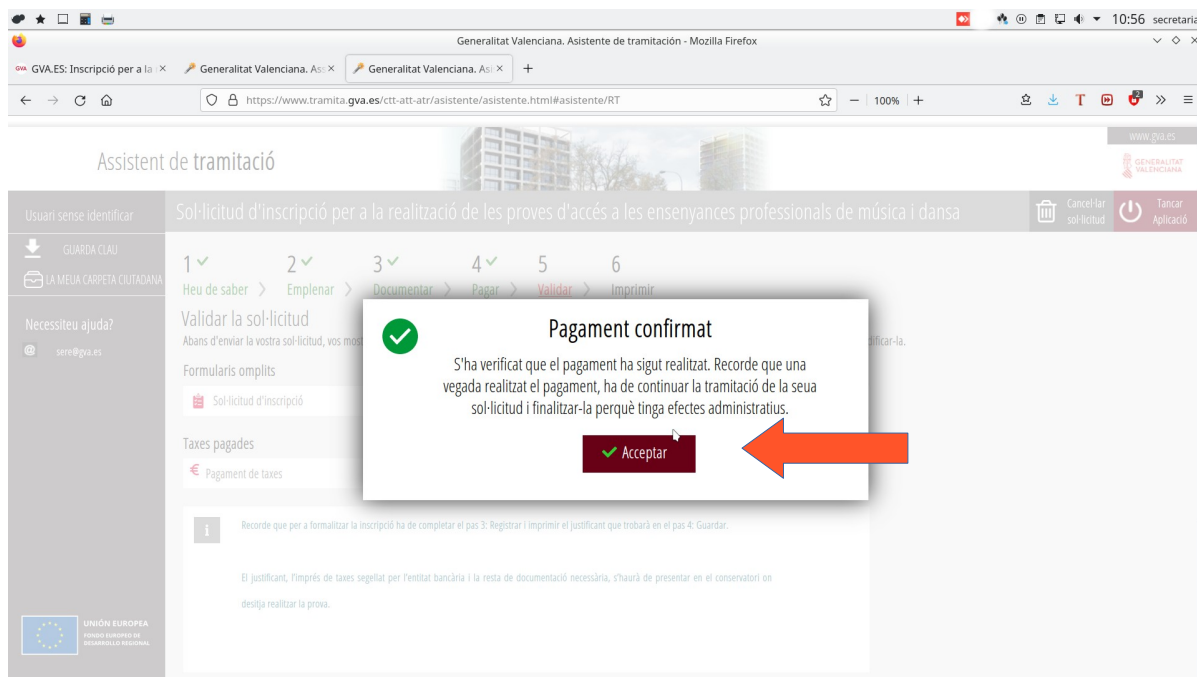 10:56 secretaria
Generalitat Valenciana. Asistente de tramitación - Mozilla Firefox
GVA.ES: Inscripció per a la
Generalitat Valenciana. Asi
Generalitat Valenciana. Asi
https://www.tramita.gva.es/ctt-att-atr/asistente/asistente.html#asistente/RT
100%
2
www.gva.es
Assistent de tramitació
GENERALITAT
VALENCIANA
Usuari sense identificar
Sol·licitud d'inscripció per a la realització de les proves d'accés a les ensenyances professionals de música i dansa
Cancel·lar
sol·licitud
Tancar
Aplicació
GUARDA CLAU
LA MEUA CARPETA CIUTADANA
1 2 3 4 5 6
Heu de saber Emplenar Documentar Pagar Validar Imprimir
Necessiteu ajuda?
sere@gva.es
Validar la sol·licitud
Abans d'enviar la vostra sol·licitud, vos most
dificar-la.
Formularis omplits
Sol·licitud d'inscripció
Taxes pagades
Pagament de taxes
Pagament confirmat
S'ha verificat que el pagament ha sigut realitzat. Recorde que una
vegada realitzat el pagament, ha de continuar la tramitació de la seua
sol·licitud i finalitzar-la perquè tinga efectes administratius.
Acceptar
Recorde que per a formalitzar la inscripció ha de completar el pas 3: Registrar i imprimir el justificant que trobarà en el pas 4: Guardar.
El justificant, l'imprés de taxes segellat per l'entitat bancària i la resta de documentació necessària, s'haurà de presentar en el conservatori on
desitja realitzar la prova.
UNIÓN EUROPEA
FONDO EUROPEO DE
DESARROLLO REGIONAL